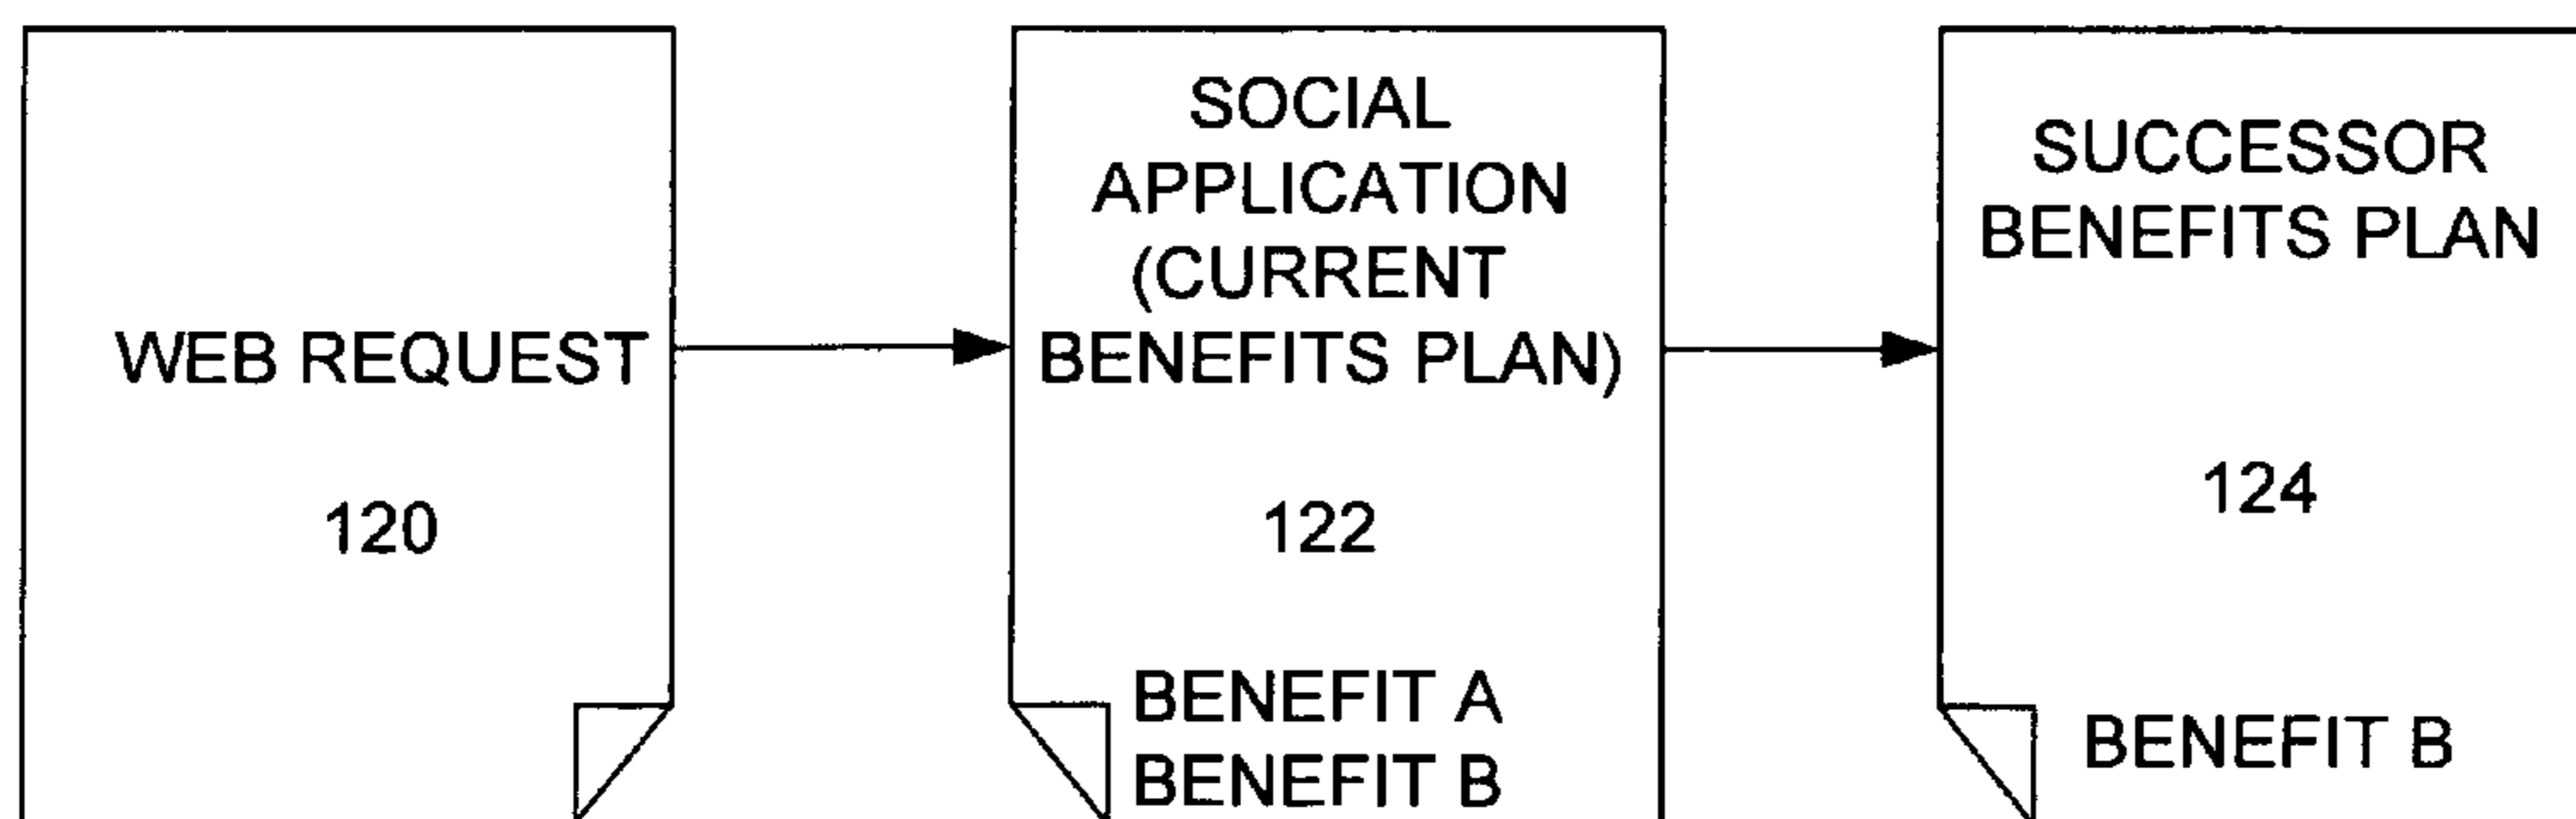 WEB REQUEST
120
SOCIAL
APPLICATION
(CURRENT
BENEFITS PLAN)
122
BENEFIT A
BENEFIT B
SUCCESSOR
BENEFITS PLAN
124
BENEFIT B